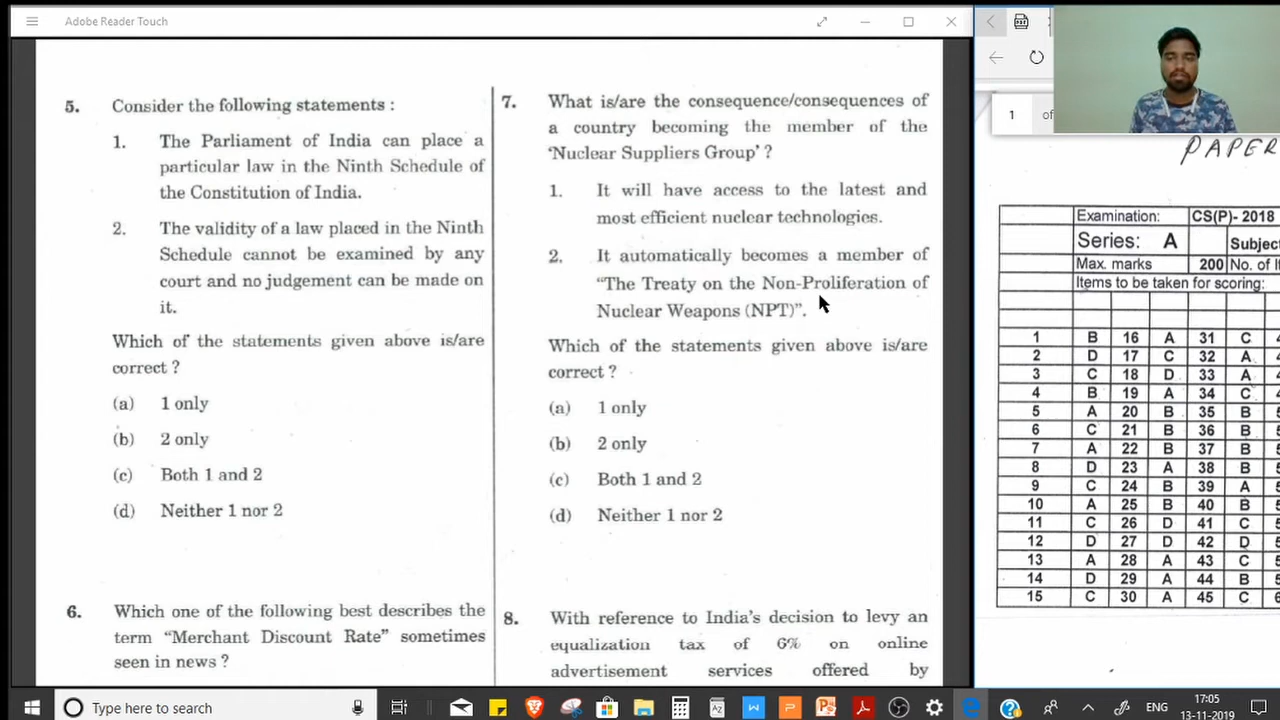 Adobe Reader Touch
5. Consider the following statements :
1. The Parliament of India can place a
particular law in the Ninth Schedule of
the Constitution of India.
2. The validity of a law placed in the Ninth
Schedule cannot be examined by any
court and no judgement can be made on
it.
Which of the statements given above is/are
correct ?
(a) 1 only
(b) 2 only
(c) Both 1 and 2
(d) Neither 1 nor 2
6. Which one of the following best describes the
term “Merchant Discount Rate” sometimes
seen in news ?
7. What is/are the consequence/consequences of
a country becoming the member of the
‘Nuclear Suppliers Group’ ?
1. It will have access to the latest and
most efficient nuclear technologies.
2. It automatically becomes a member of
“The Treaty on the Non-Proliferation of
Nuclear Weapons (NPT)”.
Which of the statements given above is/are
correct ?
(a) 1 only
(b) 2 only
(c) Both 1 and 2
(d) Neither 1 nor 2
8. With reference to India's decision to levy an
equalization tax of 6% on online
advertisement services offered by
1 of
PAPER
Examination: CS(P)- 2018
Series: A Subjec
Max. marks 200 No. of I
Items to be taken for scoring:
1 B 16 A 31 C
2 D 17 C 32 A
3 C 18 D 33 A
4 B 19 A 34 C
5 A 20 B 35 B
6 C 21 B 36 B
7 A 22 B 37 B
8 D 23 A 38 B
9 C 24 B 39 A
10 A 25 B 40 B
11 C 26 D 41 C
12 D 27 D 42 D
13 A 28 A 43 C
14 D 29 A 44 B
15 C 30 A 45 C
Type here to search
ENG
17:05
13-11-2019